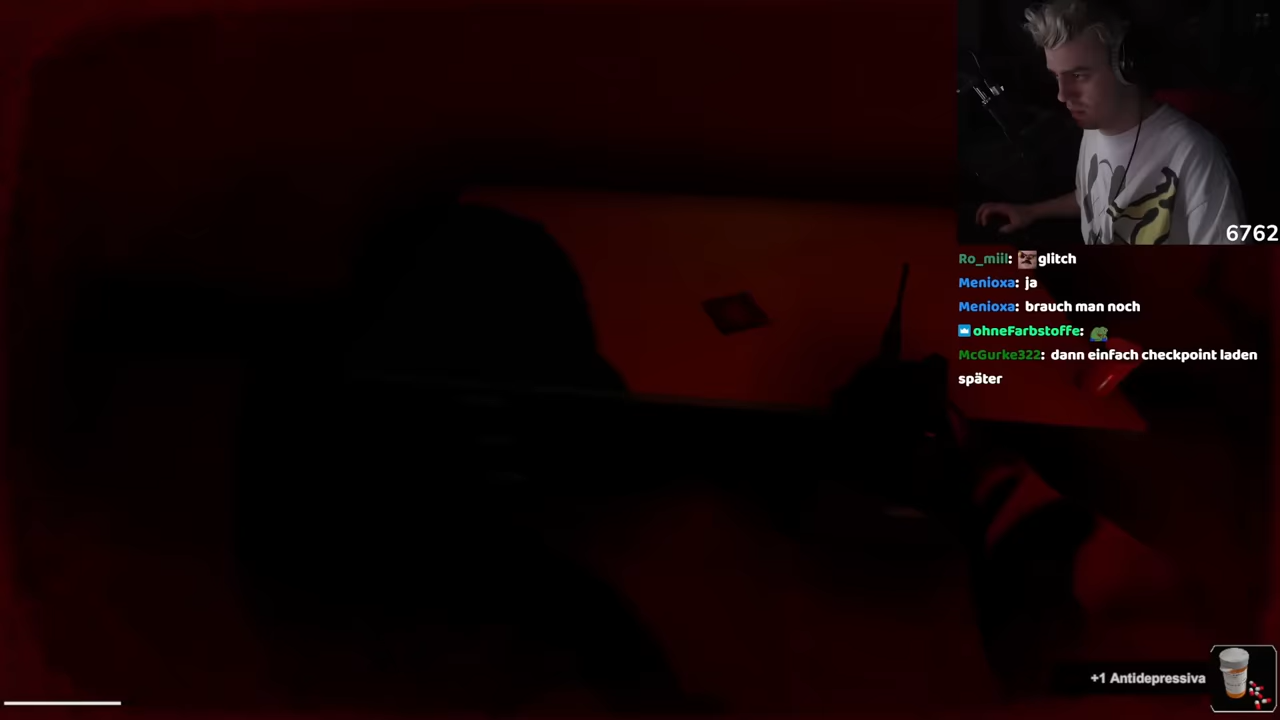 6762
Ro_miil: glitch
Menioxa: ja
Menioxa: brauch man noch
ohneFarbstoffe:
McGurke322: dann einfach checkpoint laden
später
+1 Antidepressiva